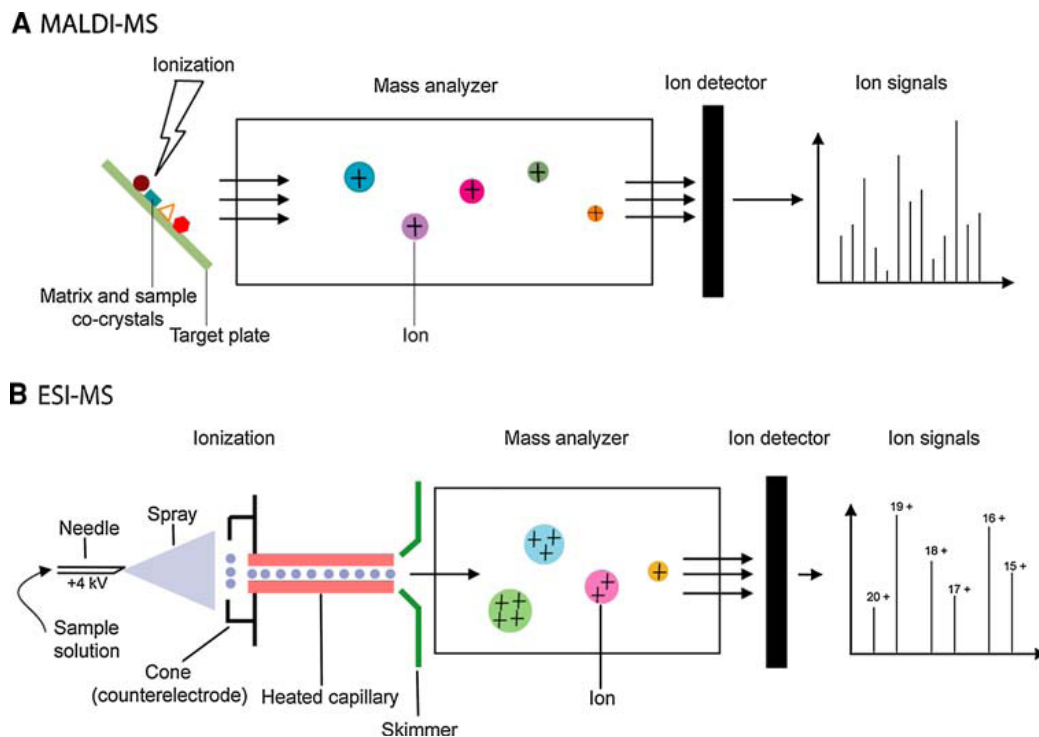 A MALDI-MS
Ionization
Mass analyzer
Ion detector
Ion signals
+
+
+
+
+
Matrix and sample
co-crystals
Target plate
Ion
B ESI-MS
Ionization
Mass analyzer
Ion detector
Ion signals
Needle
Spray
+4 kV
Sample
solution
Cone
(counterelectrode)
Heated capillary
Skimmer
+ + +
+ + + +
+ +
+
Ion
20 +
19 +
18 +
17 +
16 +
15 +